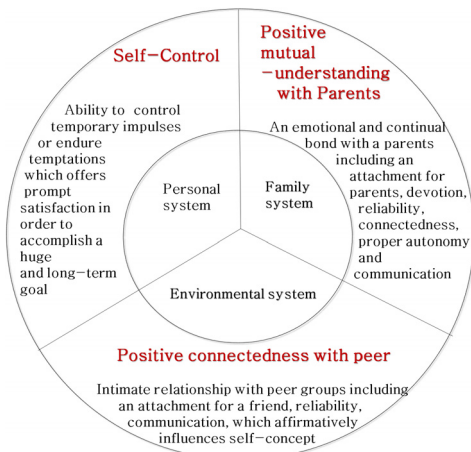 Self-Control
Ability to control
temporary impulses
or endure
temptations
which offers
prompt
satisfaction in
order to
accomplish a
huge
and long-term
goal
Positive
mutual
-understanding
with Parents
An emotional and continual
bond with a parents
including an
attachment for
parents, devotion,
reliability,
connectedness,
proper autonomy
and
communication
Personal
system
Family
system
Environmental system
Positive connectedness with peer
Intimate relationship with peer groups including
an attachment for a friend, reliability,
communication, which affirmatively
influences self-concept